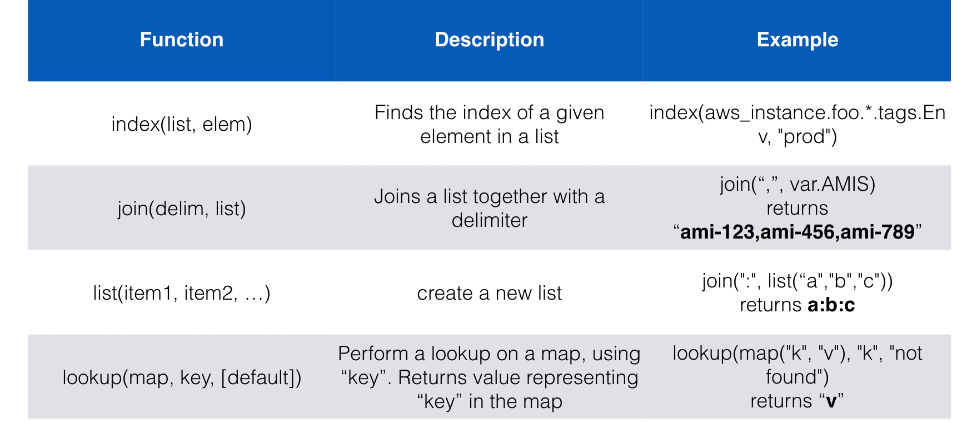 Function Description Example
index(list, elem)
Finds the index of a given
element in a list
index(aws_instance.foo.*.tags.En
v, "prod")
join(delim, list)
Joins a list together with a
delimiter
join(“,”, var.AMIS)
returns
“ami-123,ami-456,ami-789”
list(item1, item2, …)
create a new list
join(":", list(“a","b","c"))
returns a:b:c
lookup(map, key, [default])
Perform a lookup on a map, using
“key”. Returns value representing
“key” in the map
lookup(map("k", "v"), "k", "not
found")
returns “v”